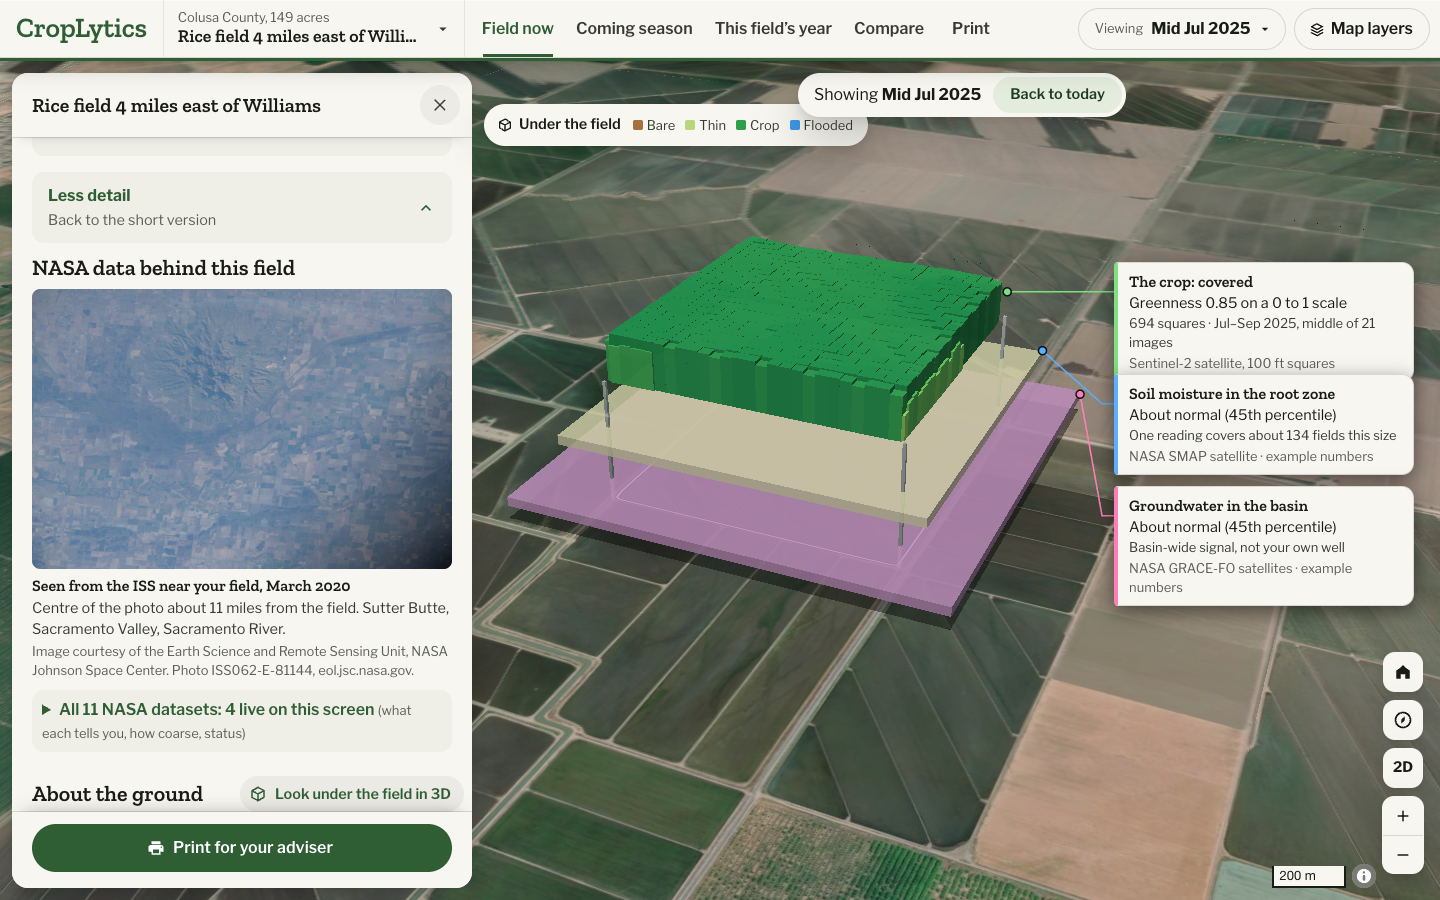 CropLytics
Colusa County, 149 acres
Rice field 4 miles east of Willi...
Field now
Coming season
This field's year
Compare
Print
Viewing Mid Jul 2025
Map layers
Rice field 4 miles east of Williams
Showing Mid Jul 2025
Back to today
Under the field
Bare
Thin
Crop
Flooded
Less detail
Back to the short version
NASA data behind this field
Seen from the ISS near your field, March 2020
Centre of the photo about 11 miles from the field. Sutter Butte,
Sacramento Valley, Sacramento River.
Image courtesy of the Earth Science and Remote Sensing Unit, NASA
Johnson Space Center. Photo ISS062-E-81144, eol.jsc.nasa.gov.
All 11 NASA datasets: 4 live on this screen (what
each tells you, how coarse, status)
About the ground
Look under the field in 3D
Print for your adviser
The crop: covered
Greenness 0.85 on a 0 to 1 scale
694 squares · Jul–Sep 2025, middle of 21
images
Sentinel-2 satellite, 100 ft squares
Soil moisture in the root zone
About normal (45th percentile)
One reading covers about 134 fields this size
NASA SMAP satellite · example numbers
Groundwater in the basin
About normal (45th percentile)
Basin-wide signal, not your own well
NASA GRACE-FO satellites · example
numbers
2D
+
−
200 m